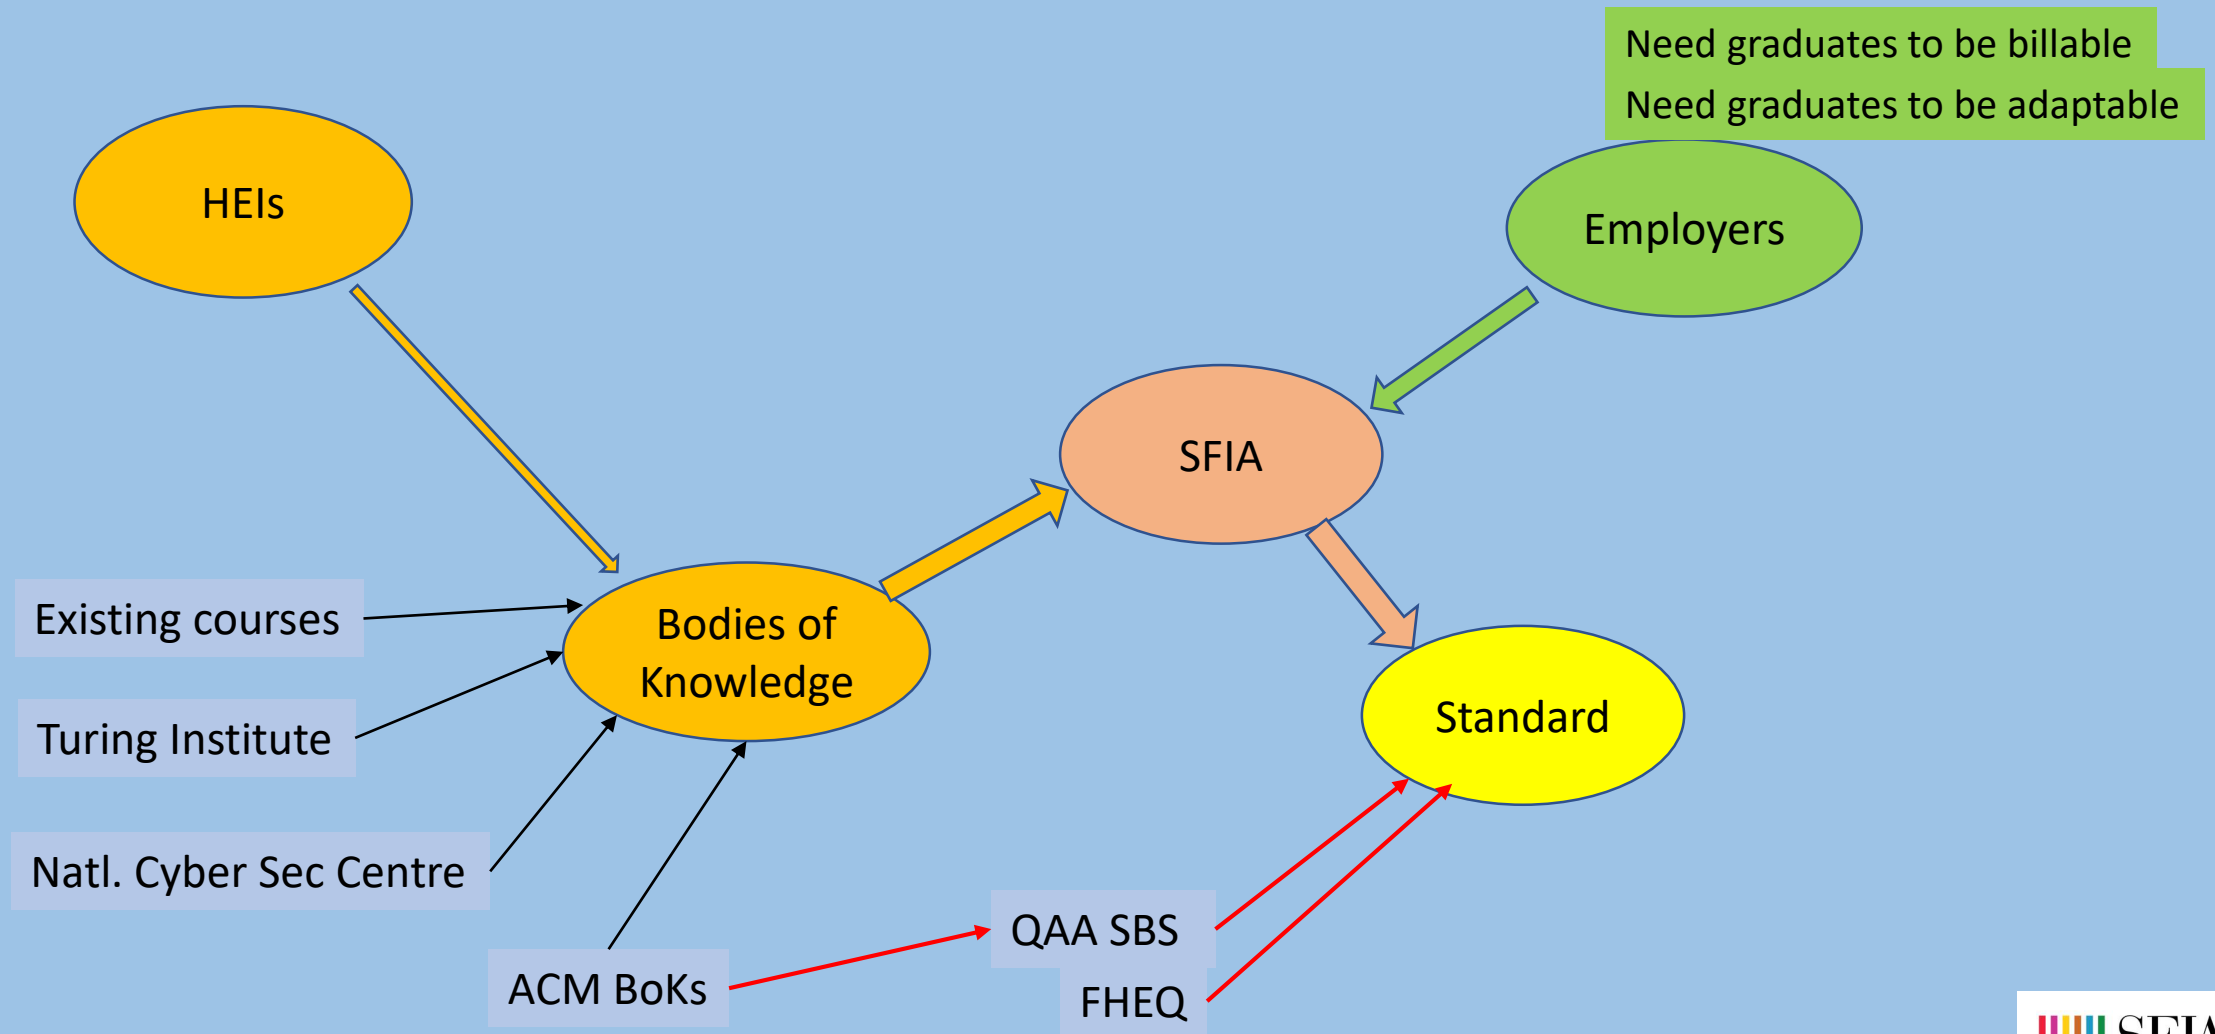 Need graduates to be billable
Need graduates to be adaptable
HEIs
Employers
SFIA
Existing courses
Bodies of
Knowledge
Turing Institute
Standard
Natl. Cyber Sec Centre
QAA SBS
ACM BoKs
FHEQ